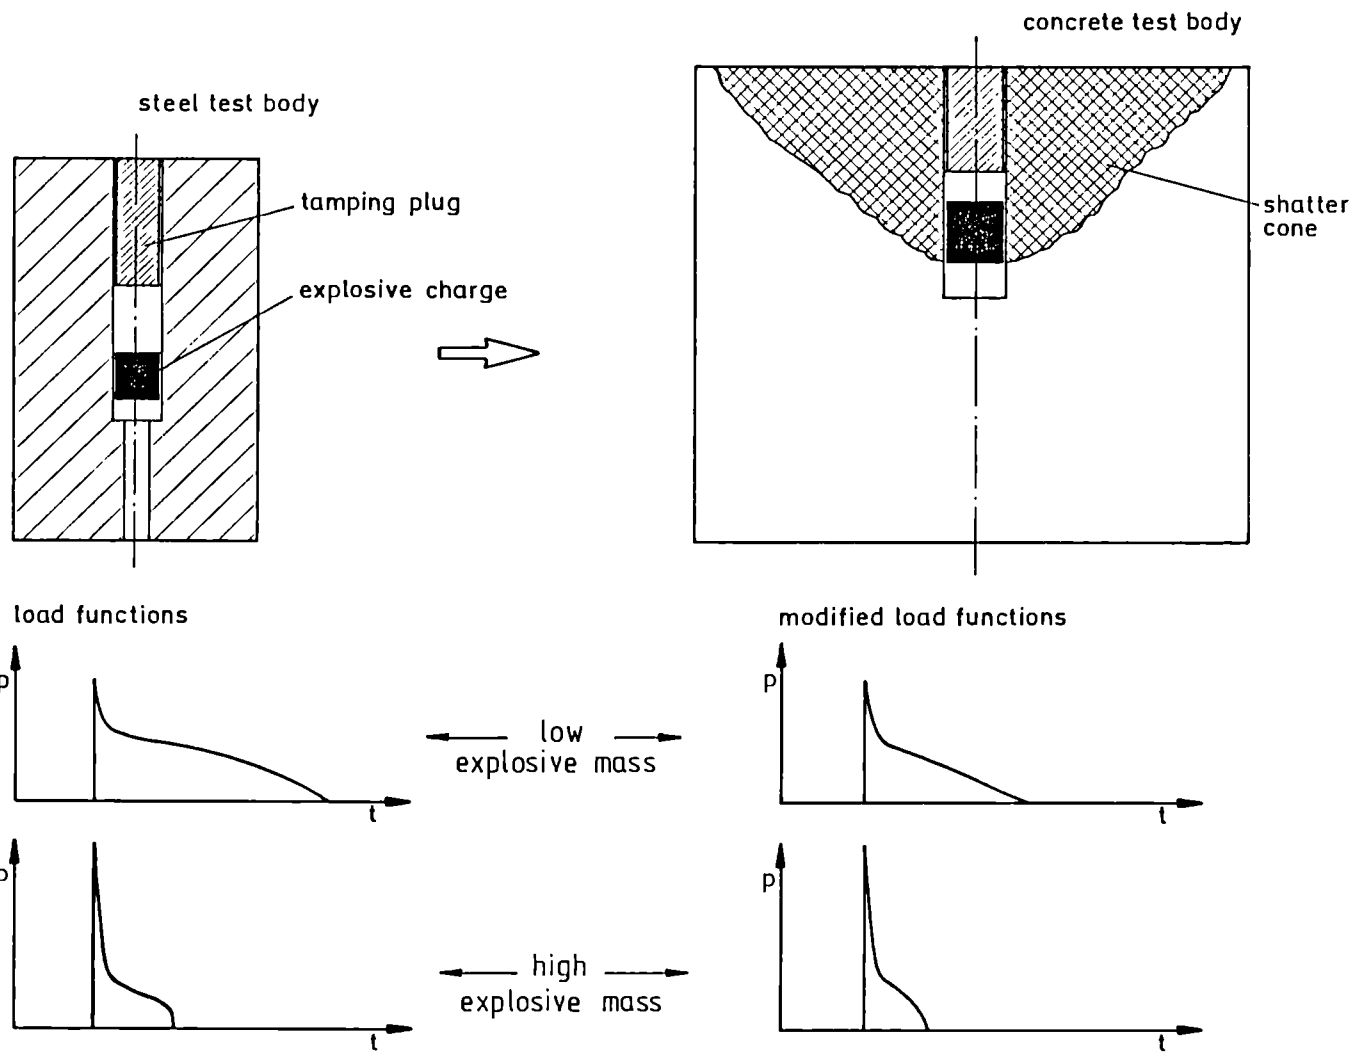 concrete test body
steel test body
tamping plug
shatter
cone
explosive charge
load functions
modified load functions
p
p
low
explosive mass
t
t
p
p
high
explosive mass
t
t